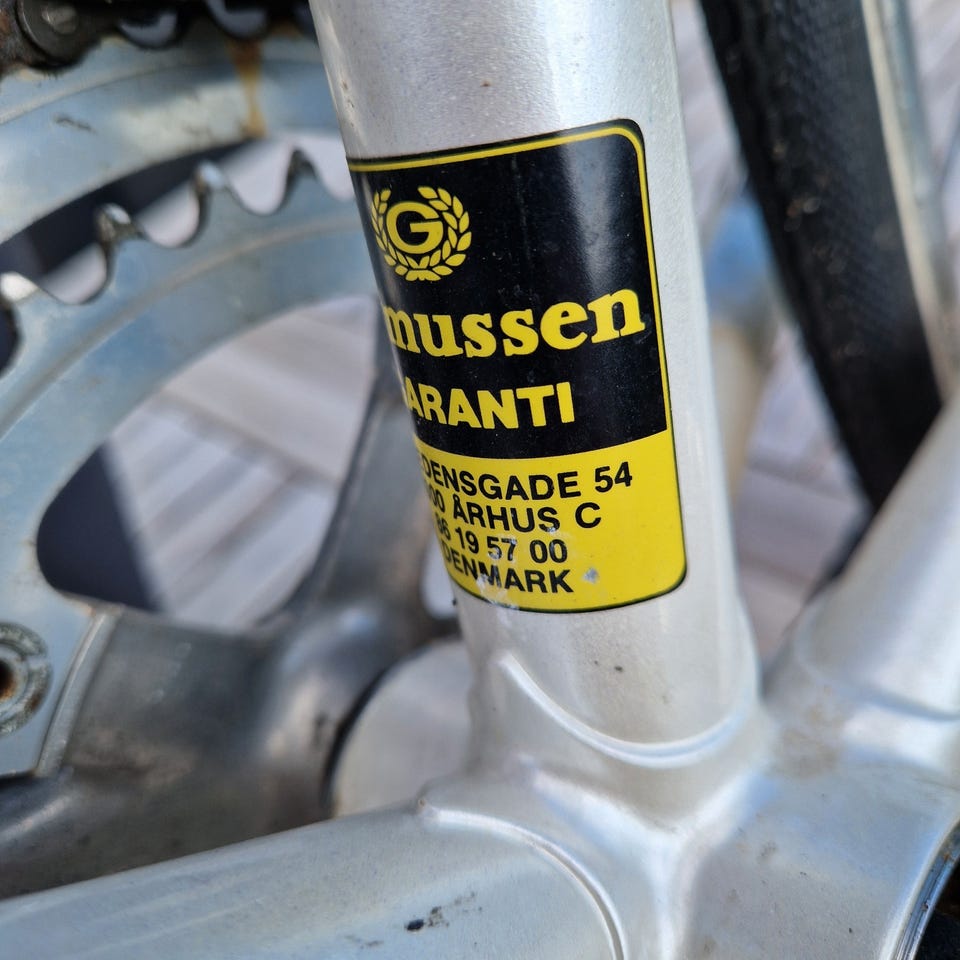 G
mussen
ARANTI
DENSGADE 54
00 ÅRHUS C
86 19 57 00
DENMARK